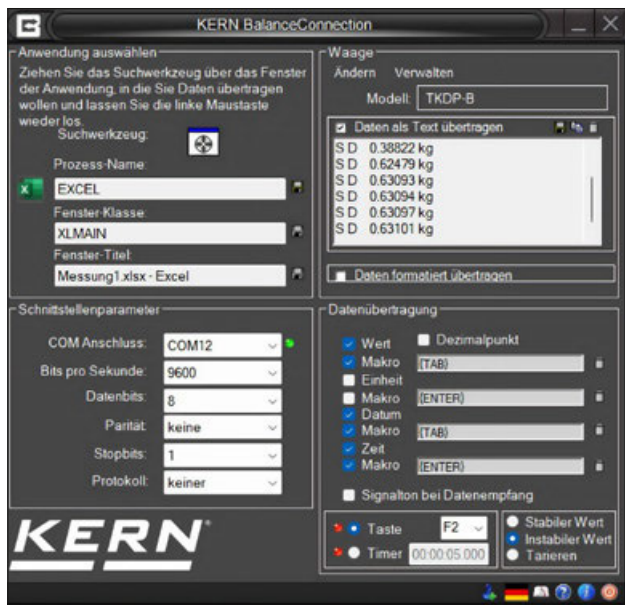 KERN BalanceConnection
Anwendung auswählen
Ziehen Sie das Suchwerkzeug über das Fenster
der Anwendung, in die Sie Daten übertragen
wollen und lassen Sie die linke Maustaste
wieder los.
Suchwerkzeug:
Prozess-Name:
EXCEL
Fenster-Klasse:
XLMAIN
Fenster-Titel:
Messung1.xlsx - Excel
Waage
Ändern Verwalten
Modell: TKDP-B
Daten als Text übertragen
S D 0.38822 kg
S D 0.62479 kg
S D 0.63093 kg
S D 0.63094 kg
S D 0.63097 kg
S D 0.63101 kg
Daten formatiert übertragen
Schnittstellenparameter
COM Anschluss: COM12
Bits pro Sekunde: 9600
Datenbits: 8
Parität: keine
Stopbits: 1
Protokoll: keiner
KERN
Datenübertragung
Wert Dezimalpunkt
Makro {TAB}
Einheit
Makro {ENTER}
Datum
Makro {TAB}
Zeit
Makro {ENTER}
Signalton bei Datenempfang
Taste F2
Timer 00:00:05.000
Stabiler Wert
Instabiler Wert
Tarieren